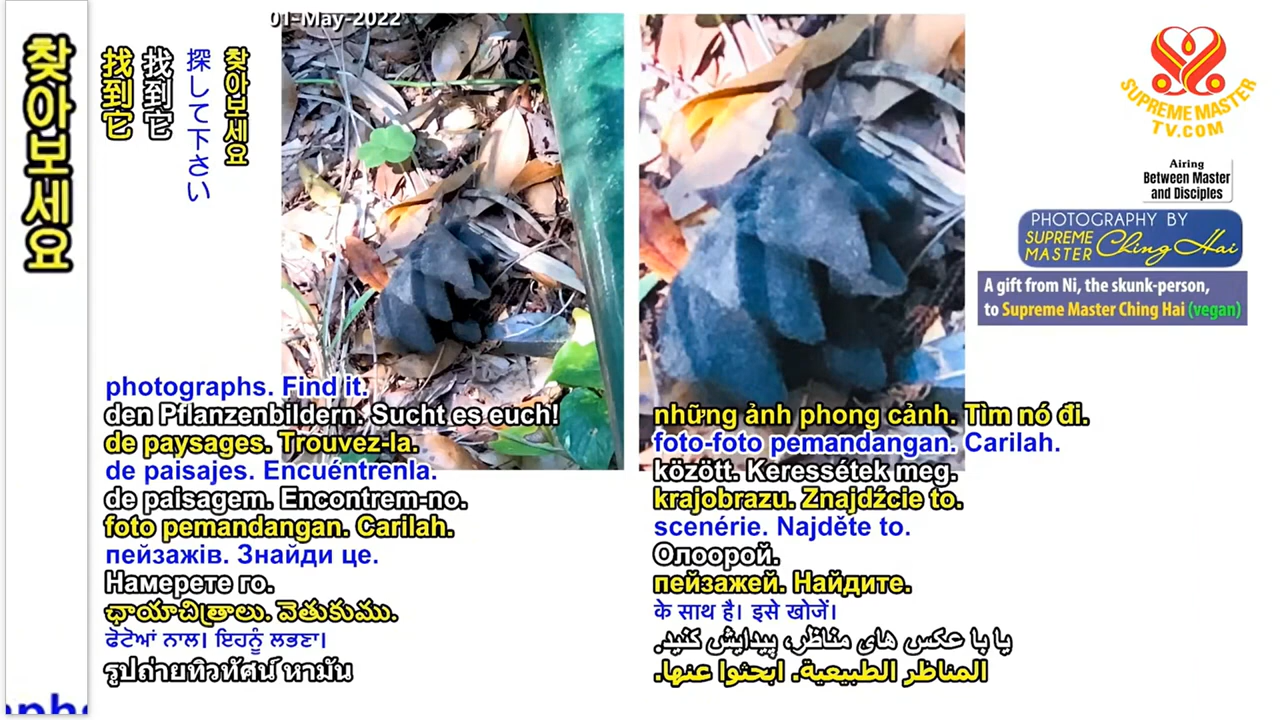 찾아보세요
找到它
找到它
探して下さい
찾아보세요
01-May-2022
SUPREME MASTER
TV.COM
Airing
Between Master
and Disciples
PHOTOGRAPHY BY
SUPREME
MASTER Ching Hai
A gift from Ni, the skunk-person,
to Supreme Master Ching Hai (vegan)
photographs. Find it.
den Pflanzenbildern. Sucht es euch!
de paysages. Trouvez-la.
de paisajes. Encuéntrenla.
de paisagem. Encontrem-no.
foto pemandangan. Carilah.
пейзажів. Знайди це.
Намерете го.
ఛాయాచిత్రాలు. వెతుకుము.
ਫੋਟੋਆਂ ਨਾਲ। ਇਹਨੂੰ ਲਭਣਾ।
รูปถ่ายทิวทัศน์ หามัน
những ảnh phong cảnh. Tìm nó đi.
foto-foto pemandangan. Carilah.
között. Keressétek meg.
krajobrazu. Znajdźcie to.
scenérie. Najděte to.
Олоорой.
пейзажей. Найдите.
के साथ है। इसे खोजें।
یا با عکس های مناظر، پیدایش کنید.
المناظر الطبيعية. ابحثوا عنها.